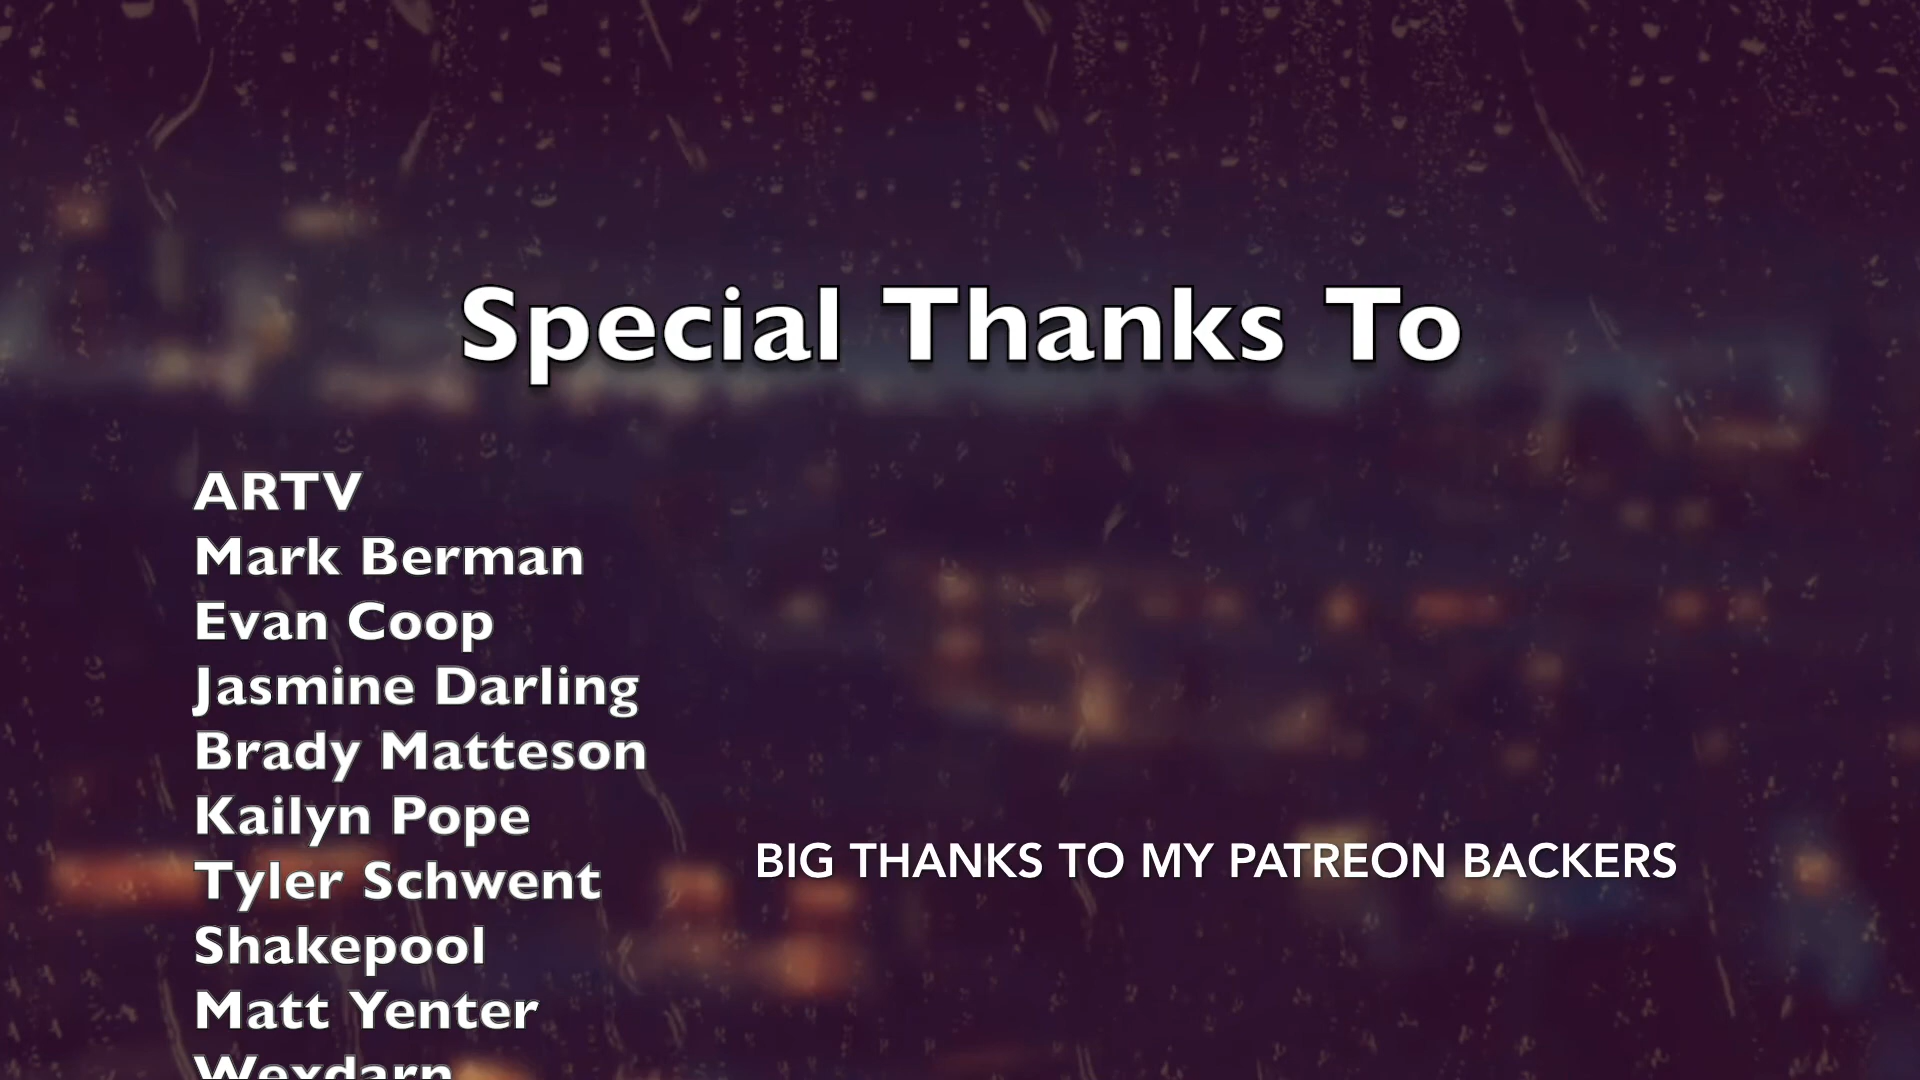 Special Thanks To
ARTV
Mark Berman
Evan Coop
Jasmine Darling
Brady Matteson
Kailyn Pope
Tyler Schwent
BIG THANKS TO MY PATREON BACKERS
Shakepool
Matt Yenter
Wexdarn